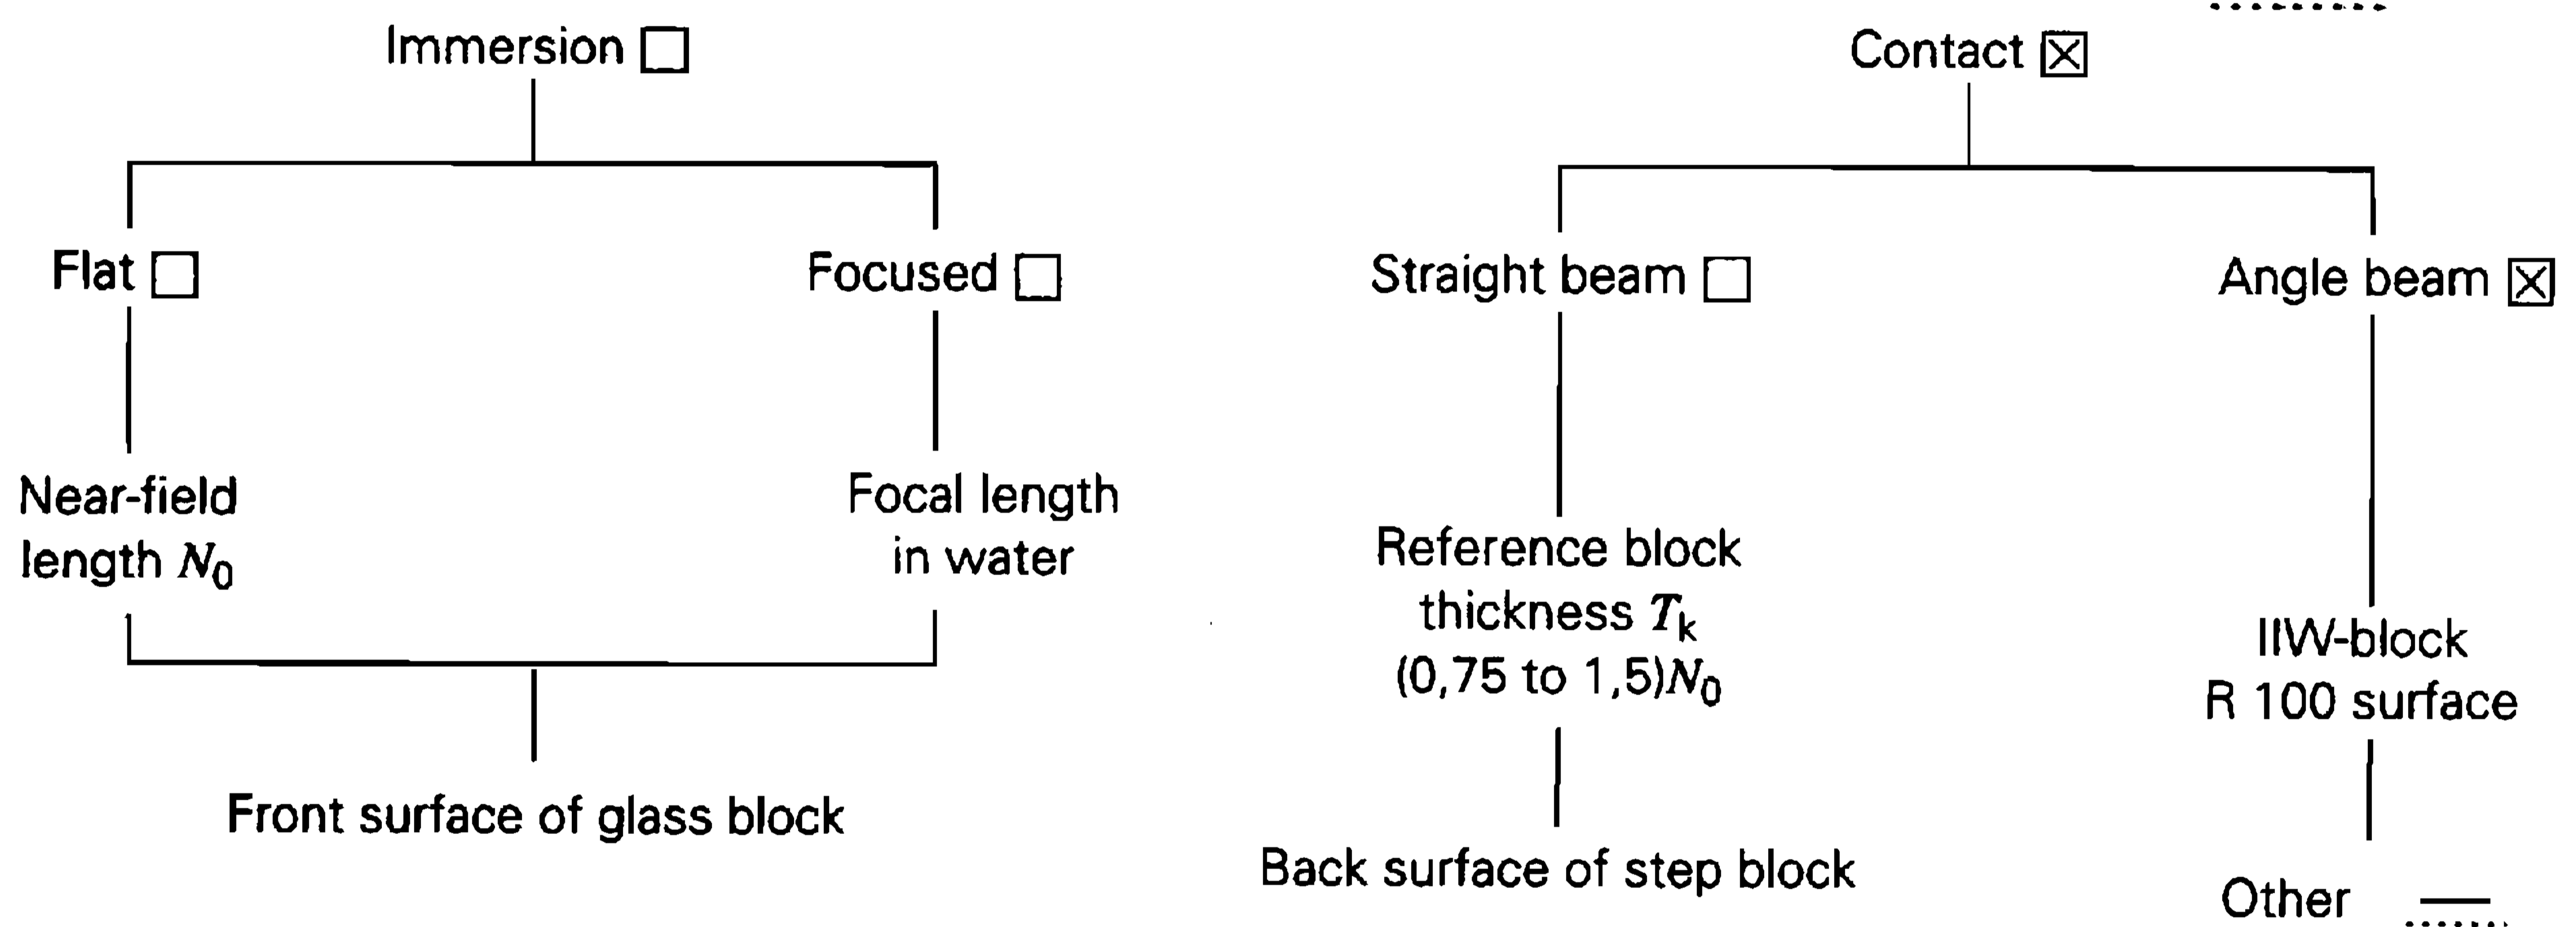 Immersion ☐
Contact ☒
Flat ☐
Focused ☐
Straight beam ☐
Angle beam ☒
Near-field
length N₀
Focal length
in water
Reference block
thickness Tₖ
(0,75 to 1,5)N₀
IIW-block
R 100 surface
Front surface of glass block
Back surface of step block
Other —